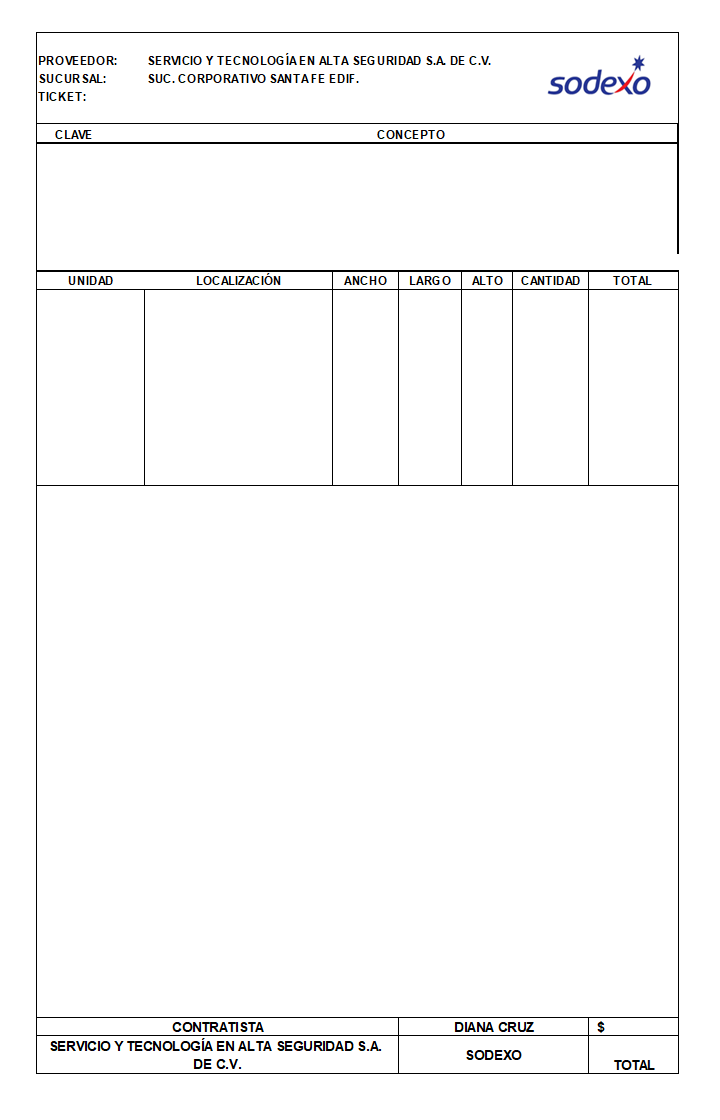 PROVEEDOR: SERVICIO Y TECNOLOGÍA EN ALTA SEGURIDAD S.A. DE C.V.
SUCURSAL: SUC. CORPORATIVO SANTA FE EDIF.
TICKET:
sodexo
CLAVE CONCEPTO
UNIDAD LOCALIZACIÓN ANCHO LARGO ALTO CANTIDAD TOTAL
CONTRATISTA DIANA CRUZ $
SERVICIO Y TECNOLOGÍA EN ALTA SEGURIDAD S.A.
DE C.V.
SODEXO
TOTAL